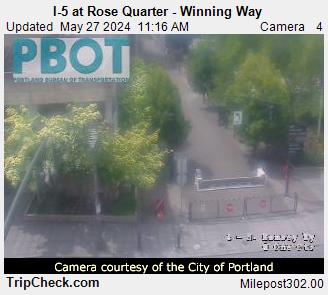 I-5 at Rose Quarter - Winning Way
Updated May 27 2024 11:16 AM Camera 4
PBOT
PORTLAND BUREAU OF TRANSPORTATION
Camera courtesy of the City of Portland
TripCheck.com Milepost302.00